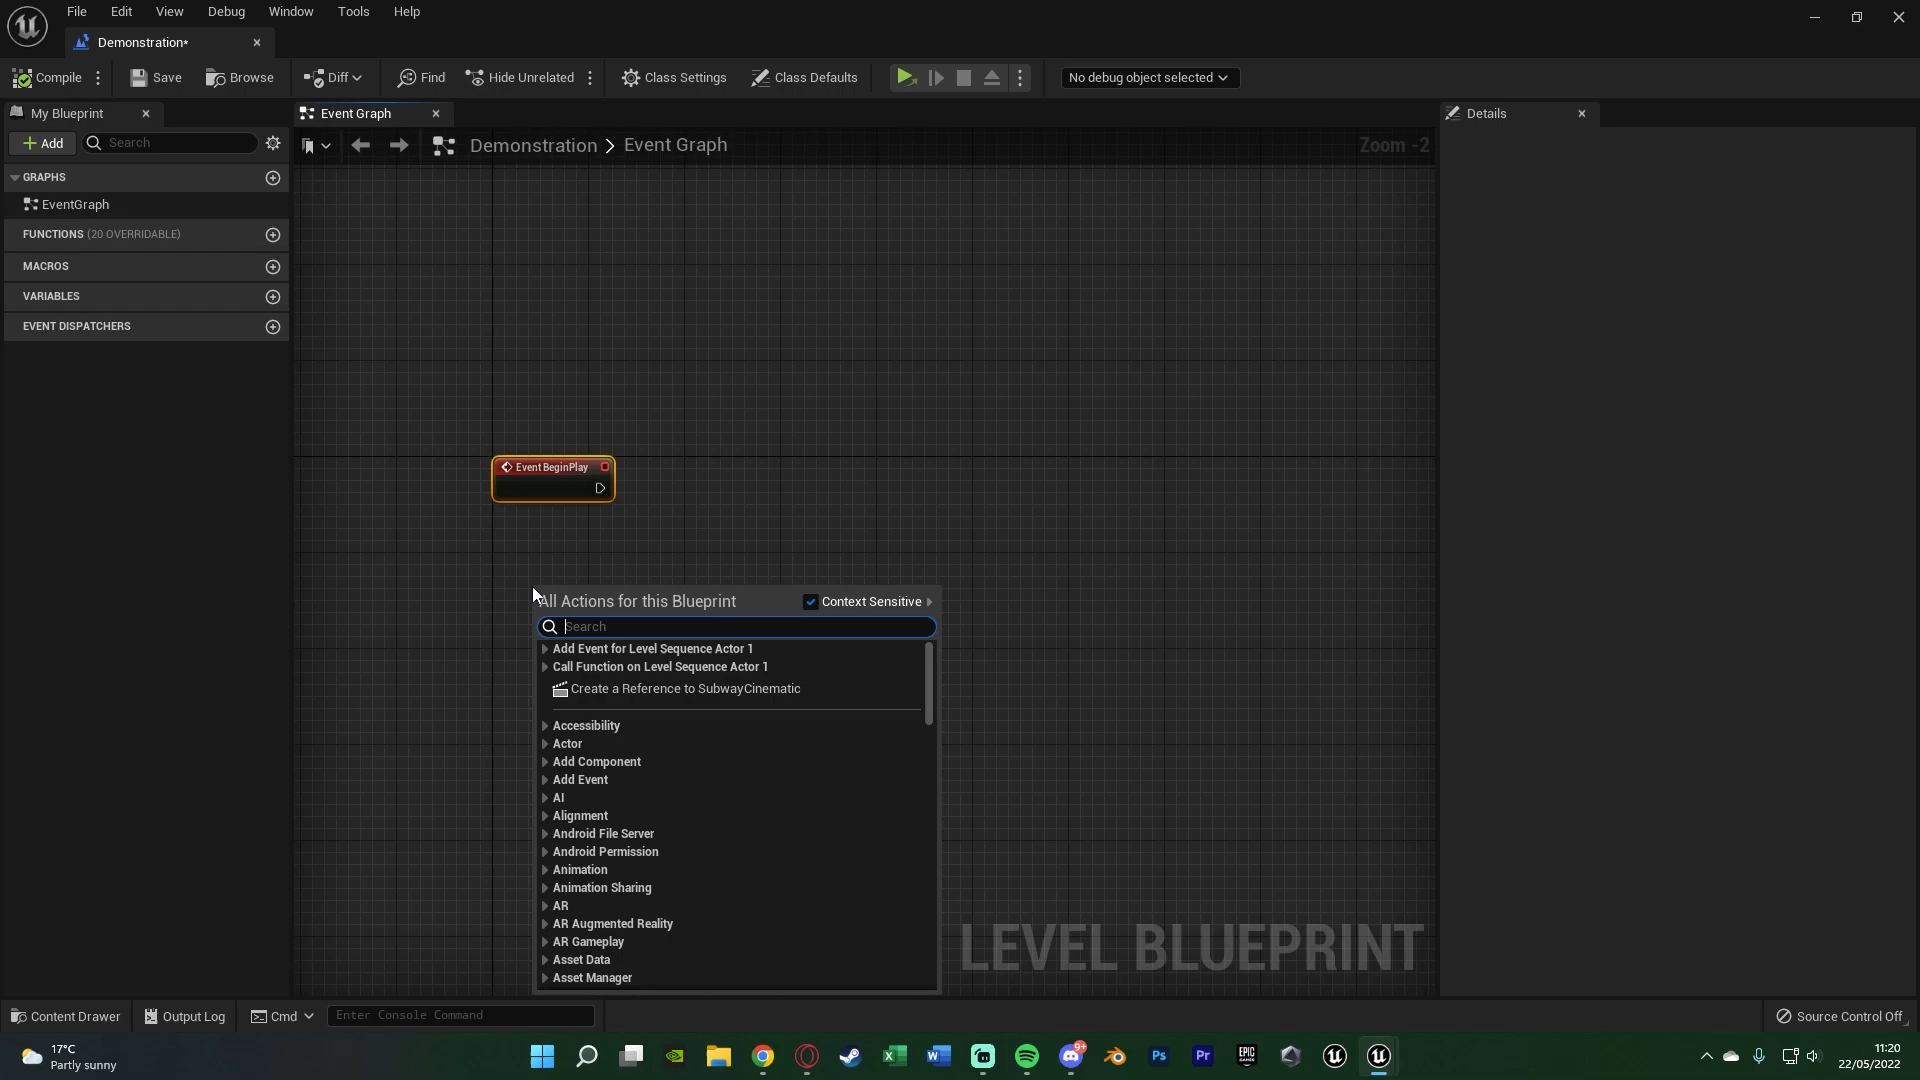 File Edit View Debug Window Tools Help
Demonstration*
Compile Save Browse Diff Find Hide Unrelated Class Settings Class Defaults No debug object selected
My Blueprint Event Graph Details
Add Search Demonstration > Event Graph Zoom -2
GRAPHS
EventGraph
FUNCTIONS (20 OVERRIDABLE)
MACROS
VARIABLES
EVENT DISPATCHERS
Event BeginPlay
All Actions for this Blueprint Context Sensitive
Search
Add Event for Level Sequence Actor 1
Call Function on Level Sequence Actor 1
Create a Reference to SubwayCinematic
Accessibility
Actor
Add Component
Add Event
AI
Alignment
Android File Server
Android Permission
Animation
Animation Sharing
AR
AR Augmented Reality
AR Gameplay
Asset Data
Asset Manager
LEVEL BLUEPRINT
Content Drawer Output Log Cmd Enter Console Command Source Control Off
17°C
Partly sunny
X W 9+ Ps Pr EPIC GAMES
11:20
22/05/2022